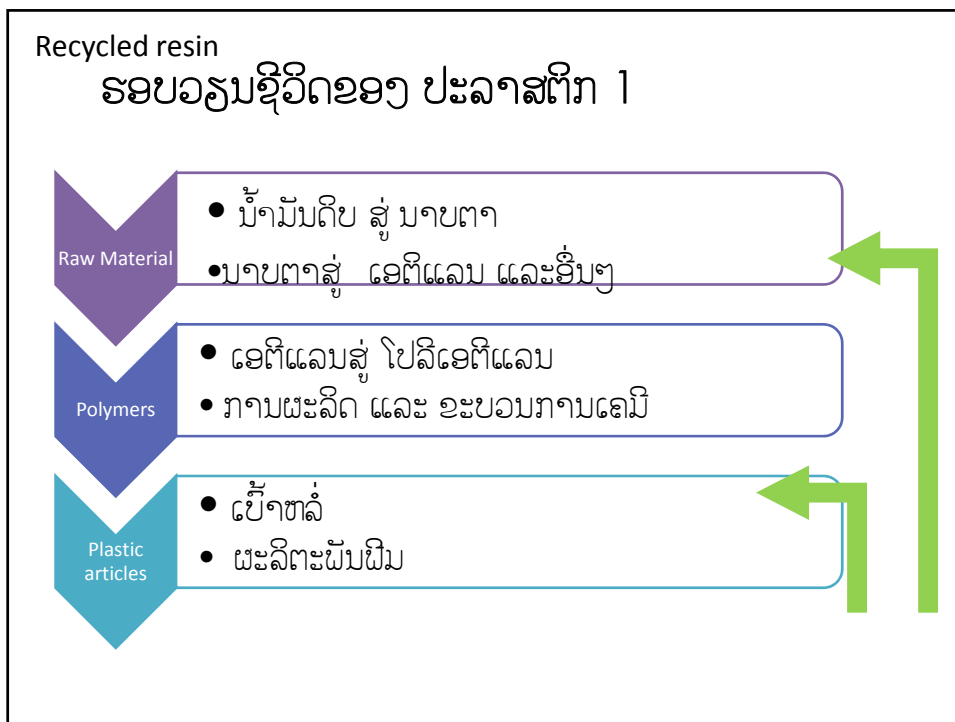 Recycled resin
ຮອບວຽນຊີວິດຂອງ ປະລາສຕິກ 1
Raw Material
• ນ້ຳມັນດິບ ສູ່ ນາບຕາ
•ນາບຕາສູ່ ເອຕິແລນ ແລະອື່ນໆ
Polymers
• ເອຕີແລນສູ່ ໂປລີເອຕີແລນ
• ການຜະລິດ ແລະ ຂະບວນການເຄມີ
Plastic
articles
• ເບົ້າຫລໍ່
• ຜະລິຕະພັນຟີມ